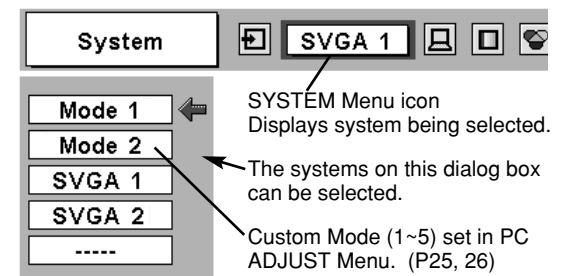 System
SVGA 1
SYSTEM Menu icon
Displays system being selected.
Mode 1
Mode 2
SVGA 1
SVGA 2
-----
The systems on this dialog box
can be selected.
Custom Mode (1~5) set in PC
ADJUST Menu. (P25, 26)